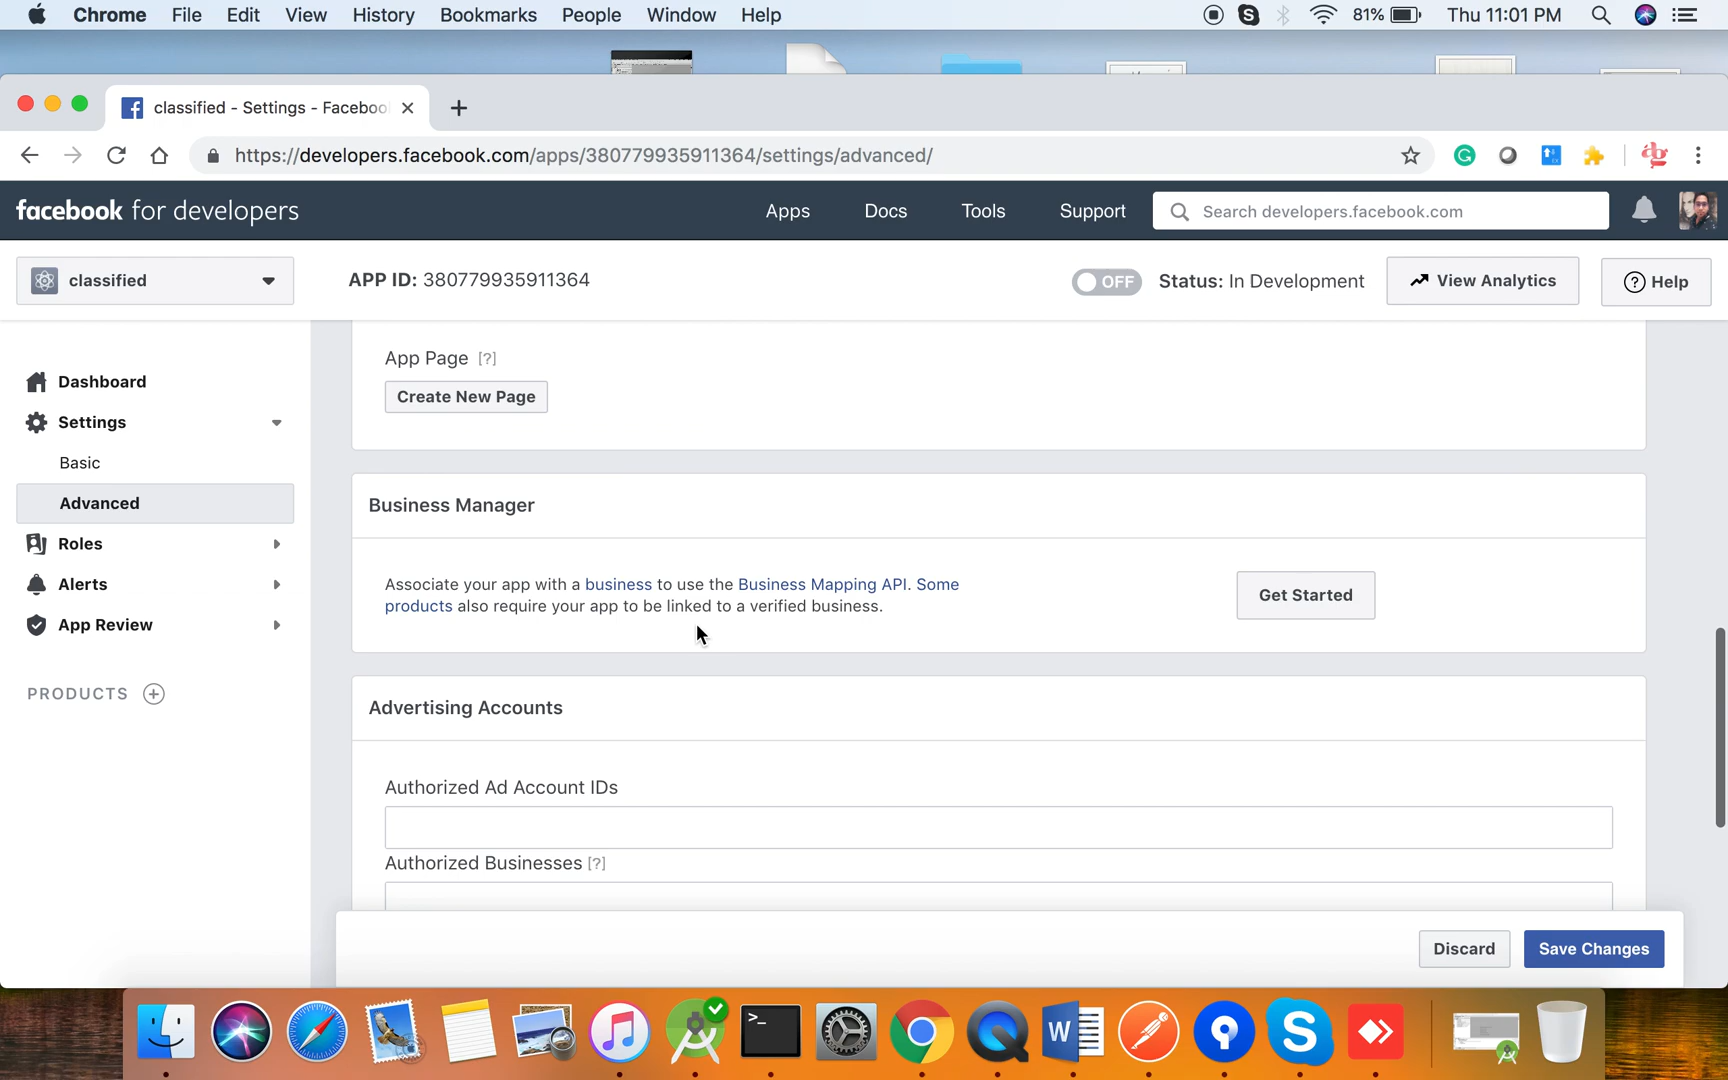 Chrome File Edit View History Bookmarks People Window Help 81% Thu 11:01 PM
classified - Settings - Faceboo
https://developers.facebook.com/apps/380779935911364/settings/advanced/
facebook for developers Apps Docs Tools Support Search developers.facebook.com
classified APP ID: 380779935911364 OFF Status: In Development View Analytics Help
App Page [?]
Create New Page
Dashboard
Settings
Basic
Advanced
Roles
Alerts
App Review
PRODUCTS
Business Manager
Associate your app with a business to use the Business Mapping API. Some
products also require your app to be linked to a verified business.
Get Started
Advertising Accounts
Authorized Ad Account IDs
Authorized Businesses [?]
Discard Save Changes